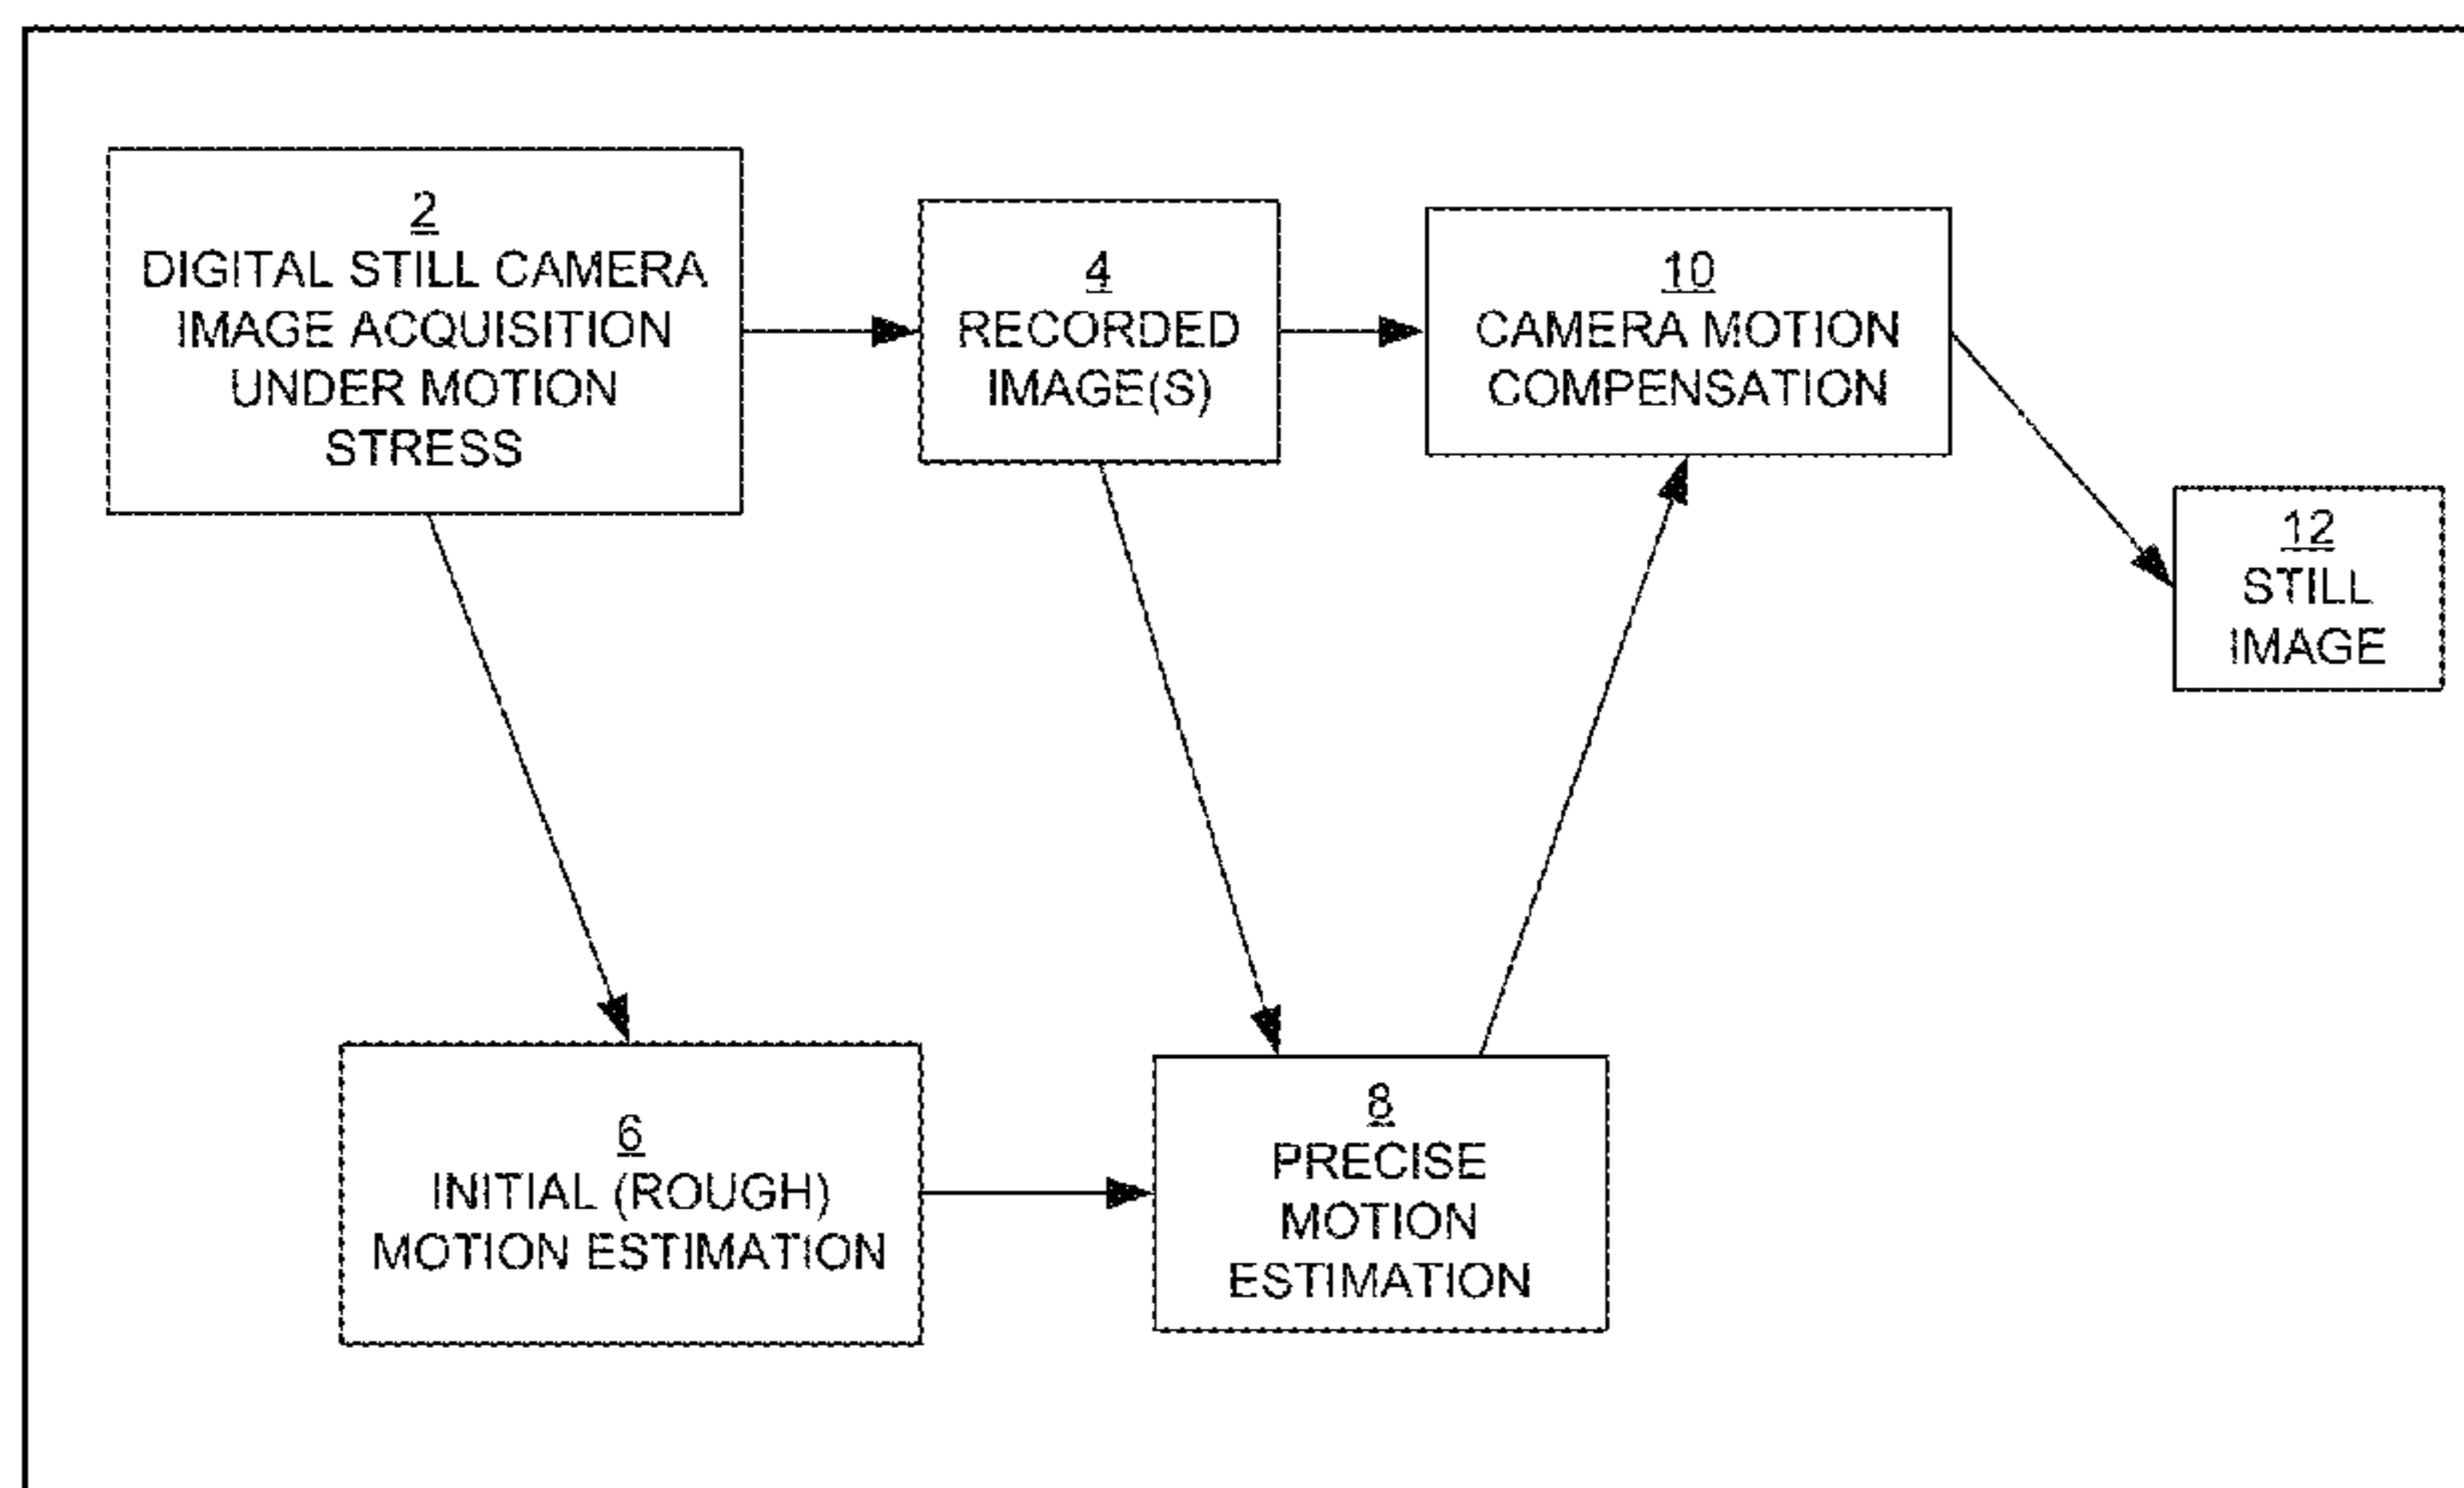 2
DIGITAL STILL CAMERA
IMAGE ACQUISITION
UNDER MOTION
STRESS
4
RECORDED
IMAGE(S)
10
CAMERA MOTION
COMPENSATION
12
STILL
IMAGE
6
INITIAL (ROUGH)
MOTION ESTIMATION
8
PRECISE
MOTION
ESTIMATION